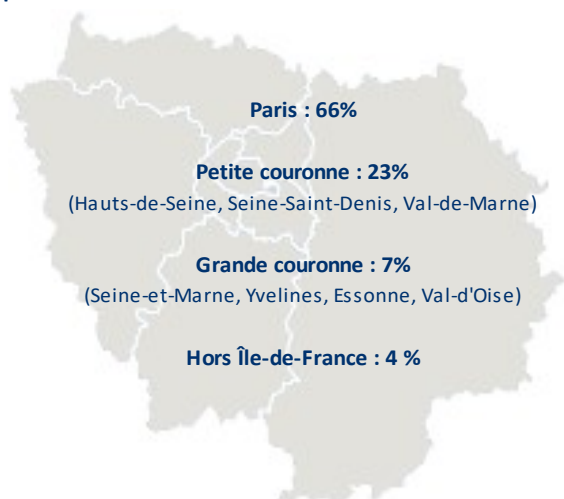 Paris : 66%
Petite couronne : 23%
(Hauts-de-Seine, Seine-Saint-Denis, Val-de-Marne)
Grande couronne : 7%
(Seine-et-Marne, Yvelines, Essonne, Val-d'Oise)
Hors Île-de-France : 4 %